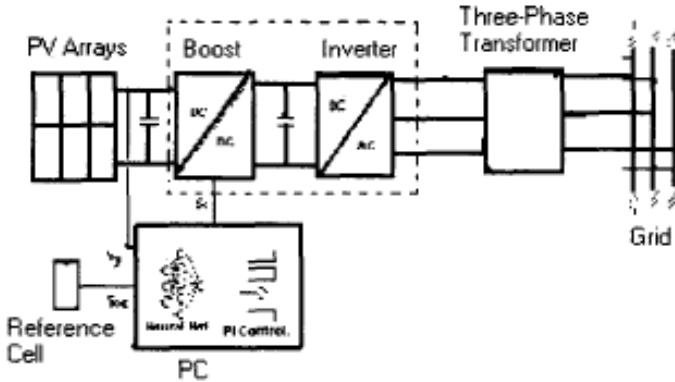 Three-Phase
Transformer
PV Arrays
Boost
Inverter
DC
DC
DC
AC
Grid
Neural Net
PI Control.
Reference
Cell
PC